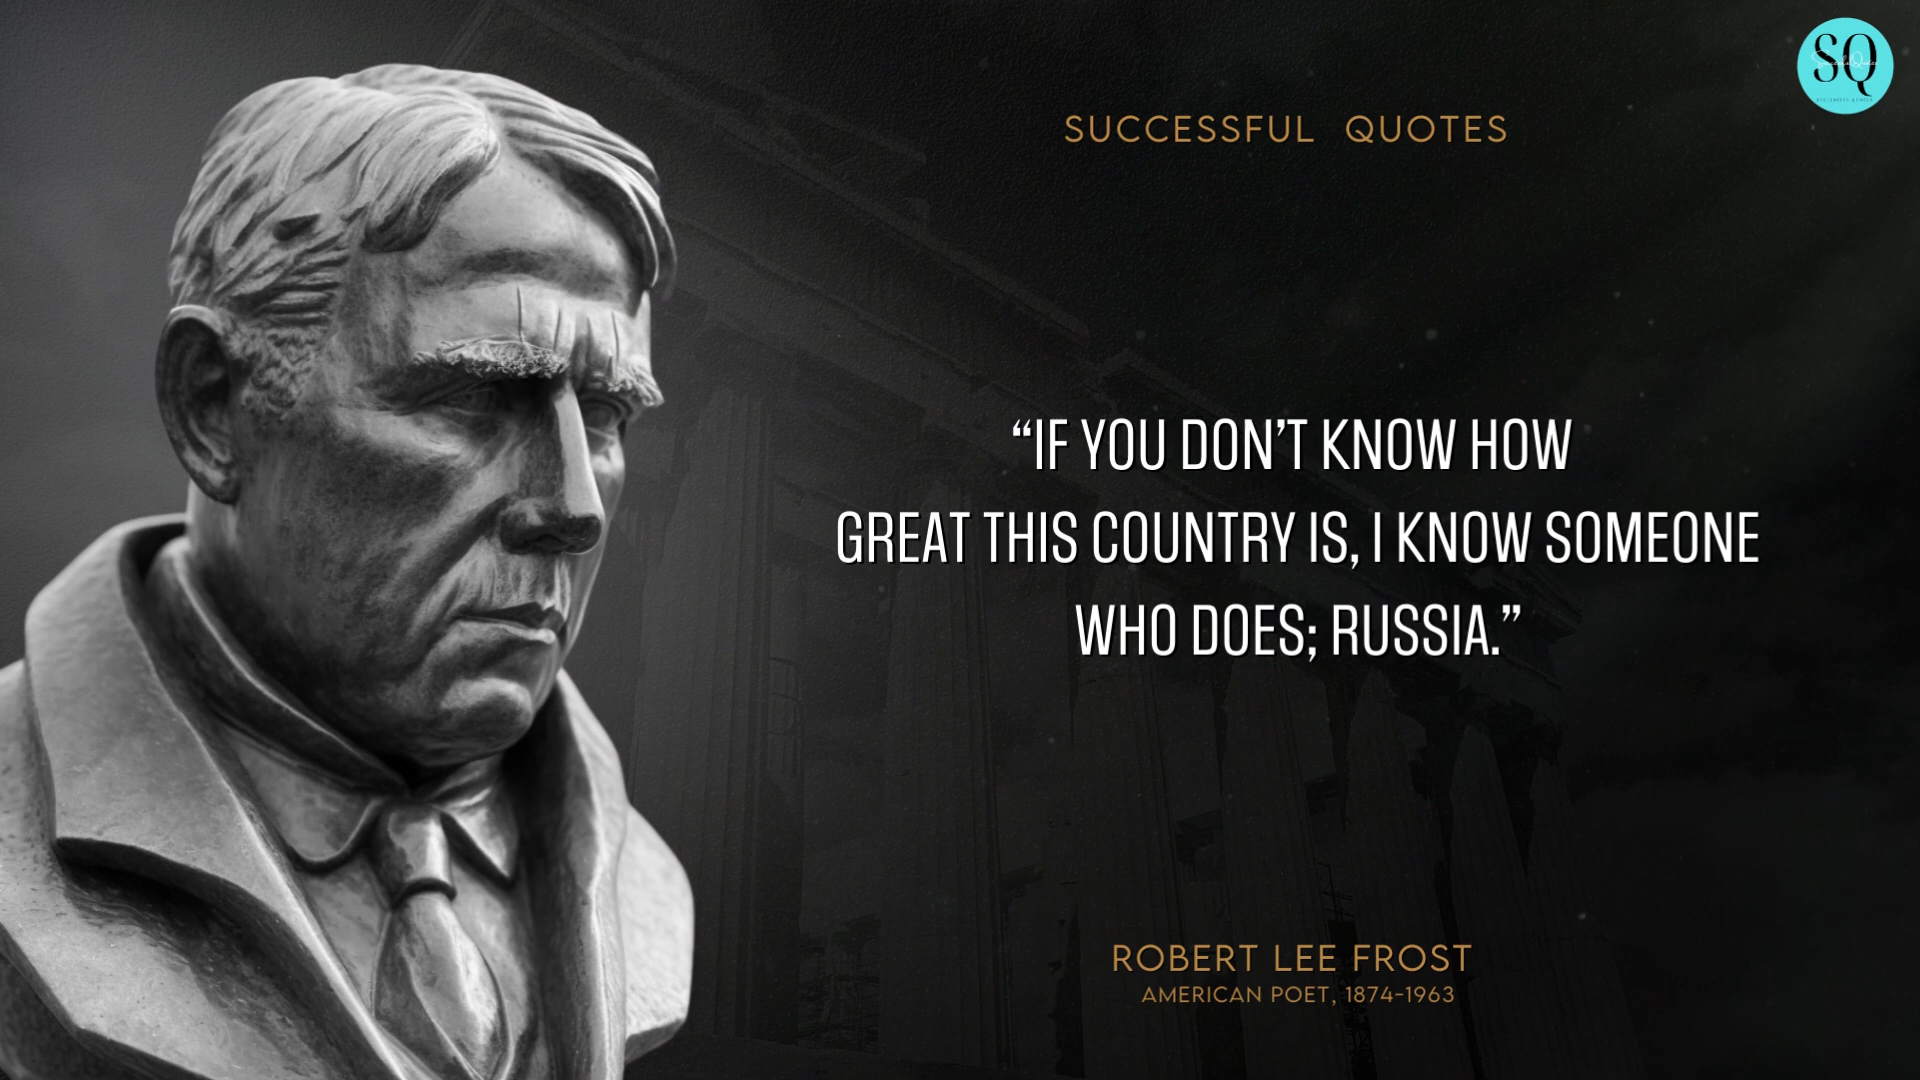 SQ
SUCCESSFUL QUOTES
“IF YOU DON’T KNOW HOW
GREAT THIS COUNTRY IS, I KNOW SOMEONE
WHO DOES; RUSSIA.”
ROBERT LEE FROST
AMERICAN POET, 1874-1963